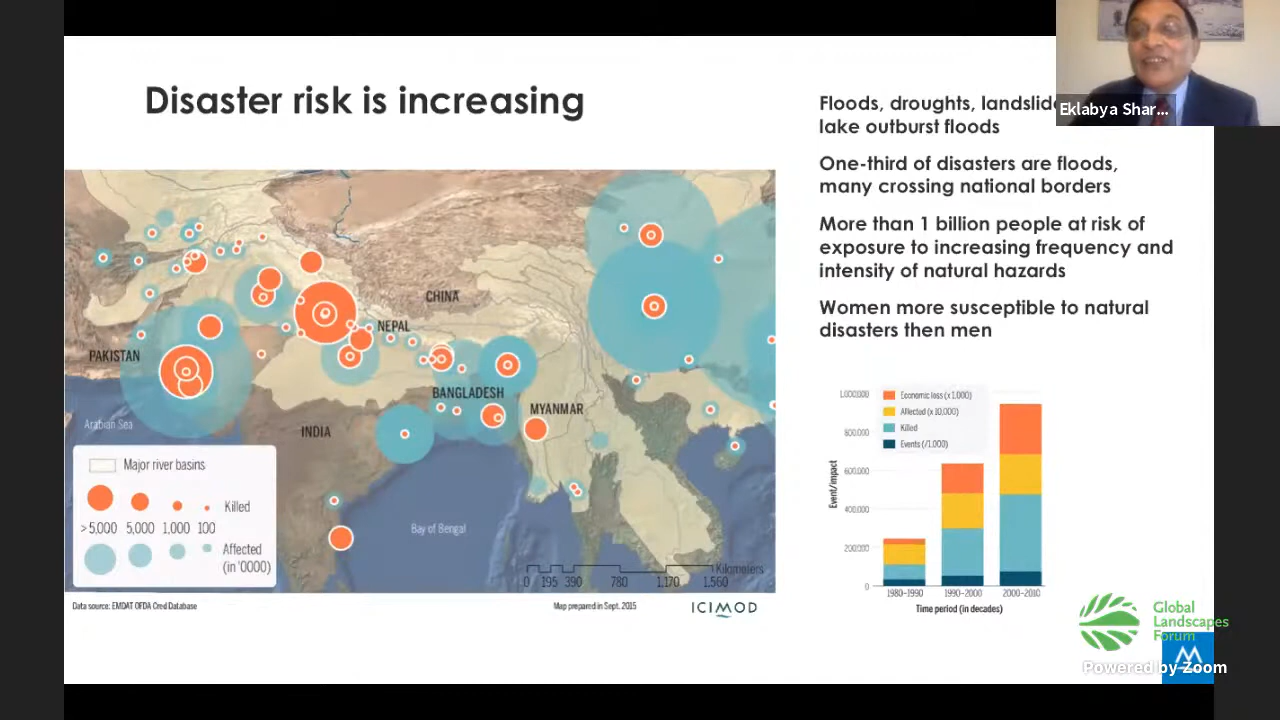 Disaster risk is increasing
Eklabya Shar...
Floods, droughts, landslide
lake outburst floods
One-third of disasters are floods,
many crossing national borders
More than 1 billion people at risk of
exposure to increasing frequency and
intensity of natural hazards
Women more susceptible to natural
disasters then men
CHINA
NEPAL
PAKISTAN
BANGLADESH
MYANMAR
INDIA
Arabian Sea
Bay of Bengal
Major river basins
Killed
>5,000 5,000 1,000 100
Affected
(in '0000)
Kilometers
0 195 390 780 1,170 1,560
Data source: EMDAT OFDA Cred Database
Map prepared in Sept. 2015
ICIMOD
Economic loss (x 1,000)
Affected (x 10,000)
Killed
Events (/1,000)
1,000,000
800,000
600,000
400,000
200,000
0
Event/impact
1980-1990 1990-2000 2000-2010
Time period (in decades)
Global
Landscapes
Forum
Powered by Zoom